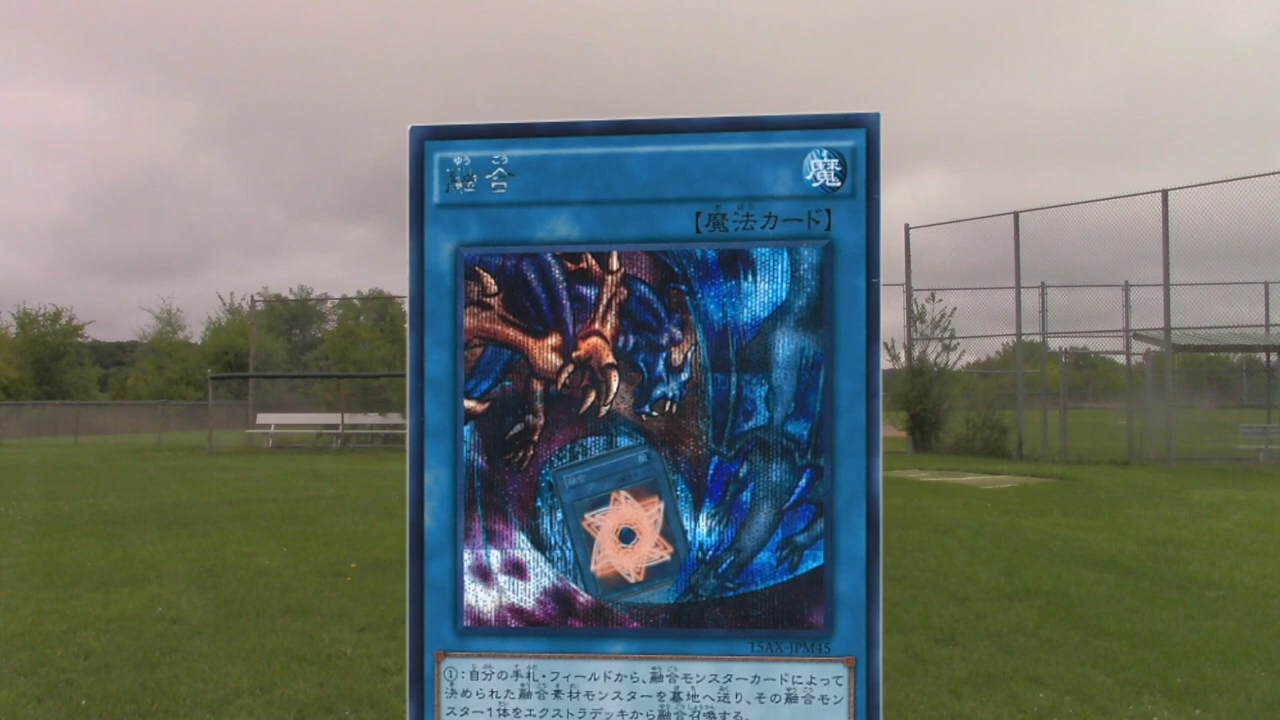 融合
魔
【魔法カード】
15AX-JPM45
①：自分の手札・フィールドから、融合モンスターカードによって
決められた融合素材モンスターを墓地へ送り、その融合モン
スター1体をエクストラデッキから融合召喚する。